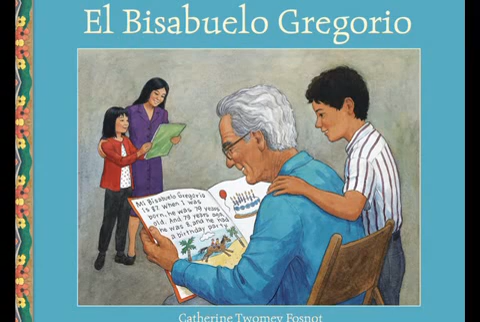 El Bisabuelo Gregorio
Mi Bisabuelo Gregorio
is 87. When I was
born, he was 79 years
old. And 79 years ago,
he was 8, and he had
a birthday party
Catherine Twomey Fosnot